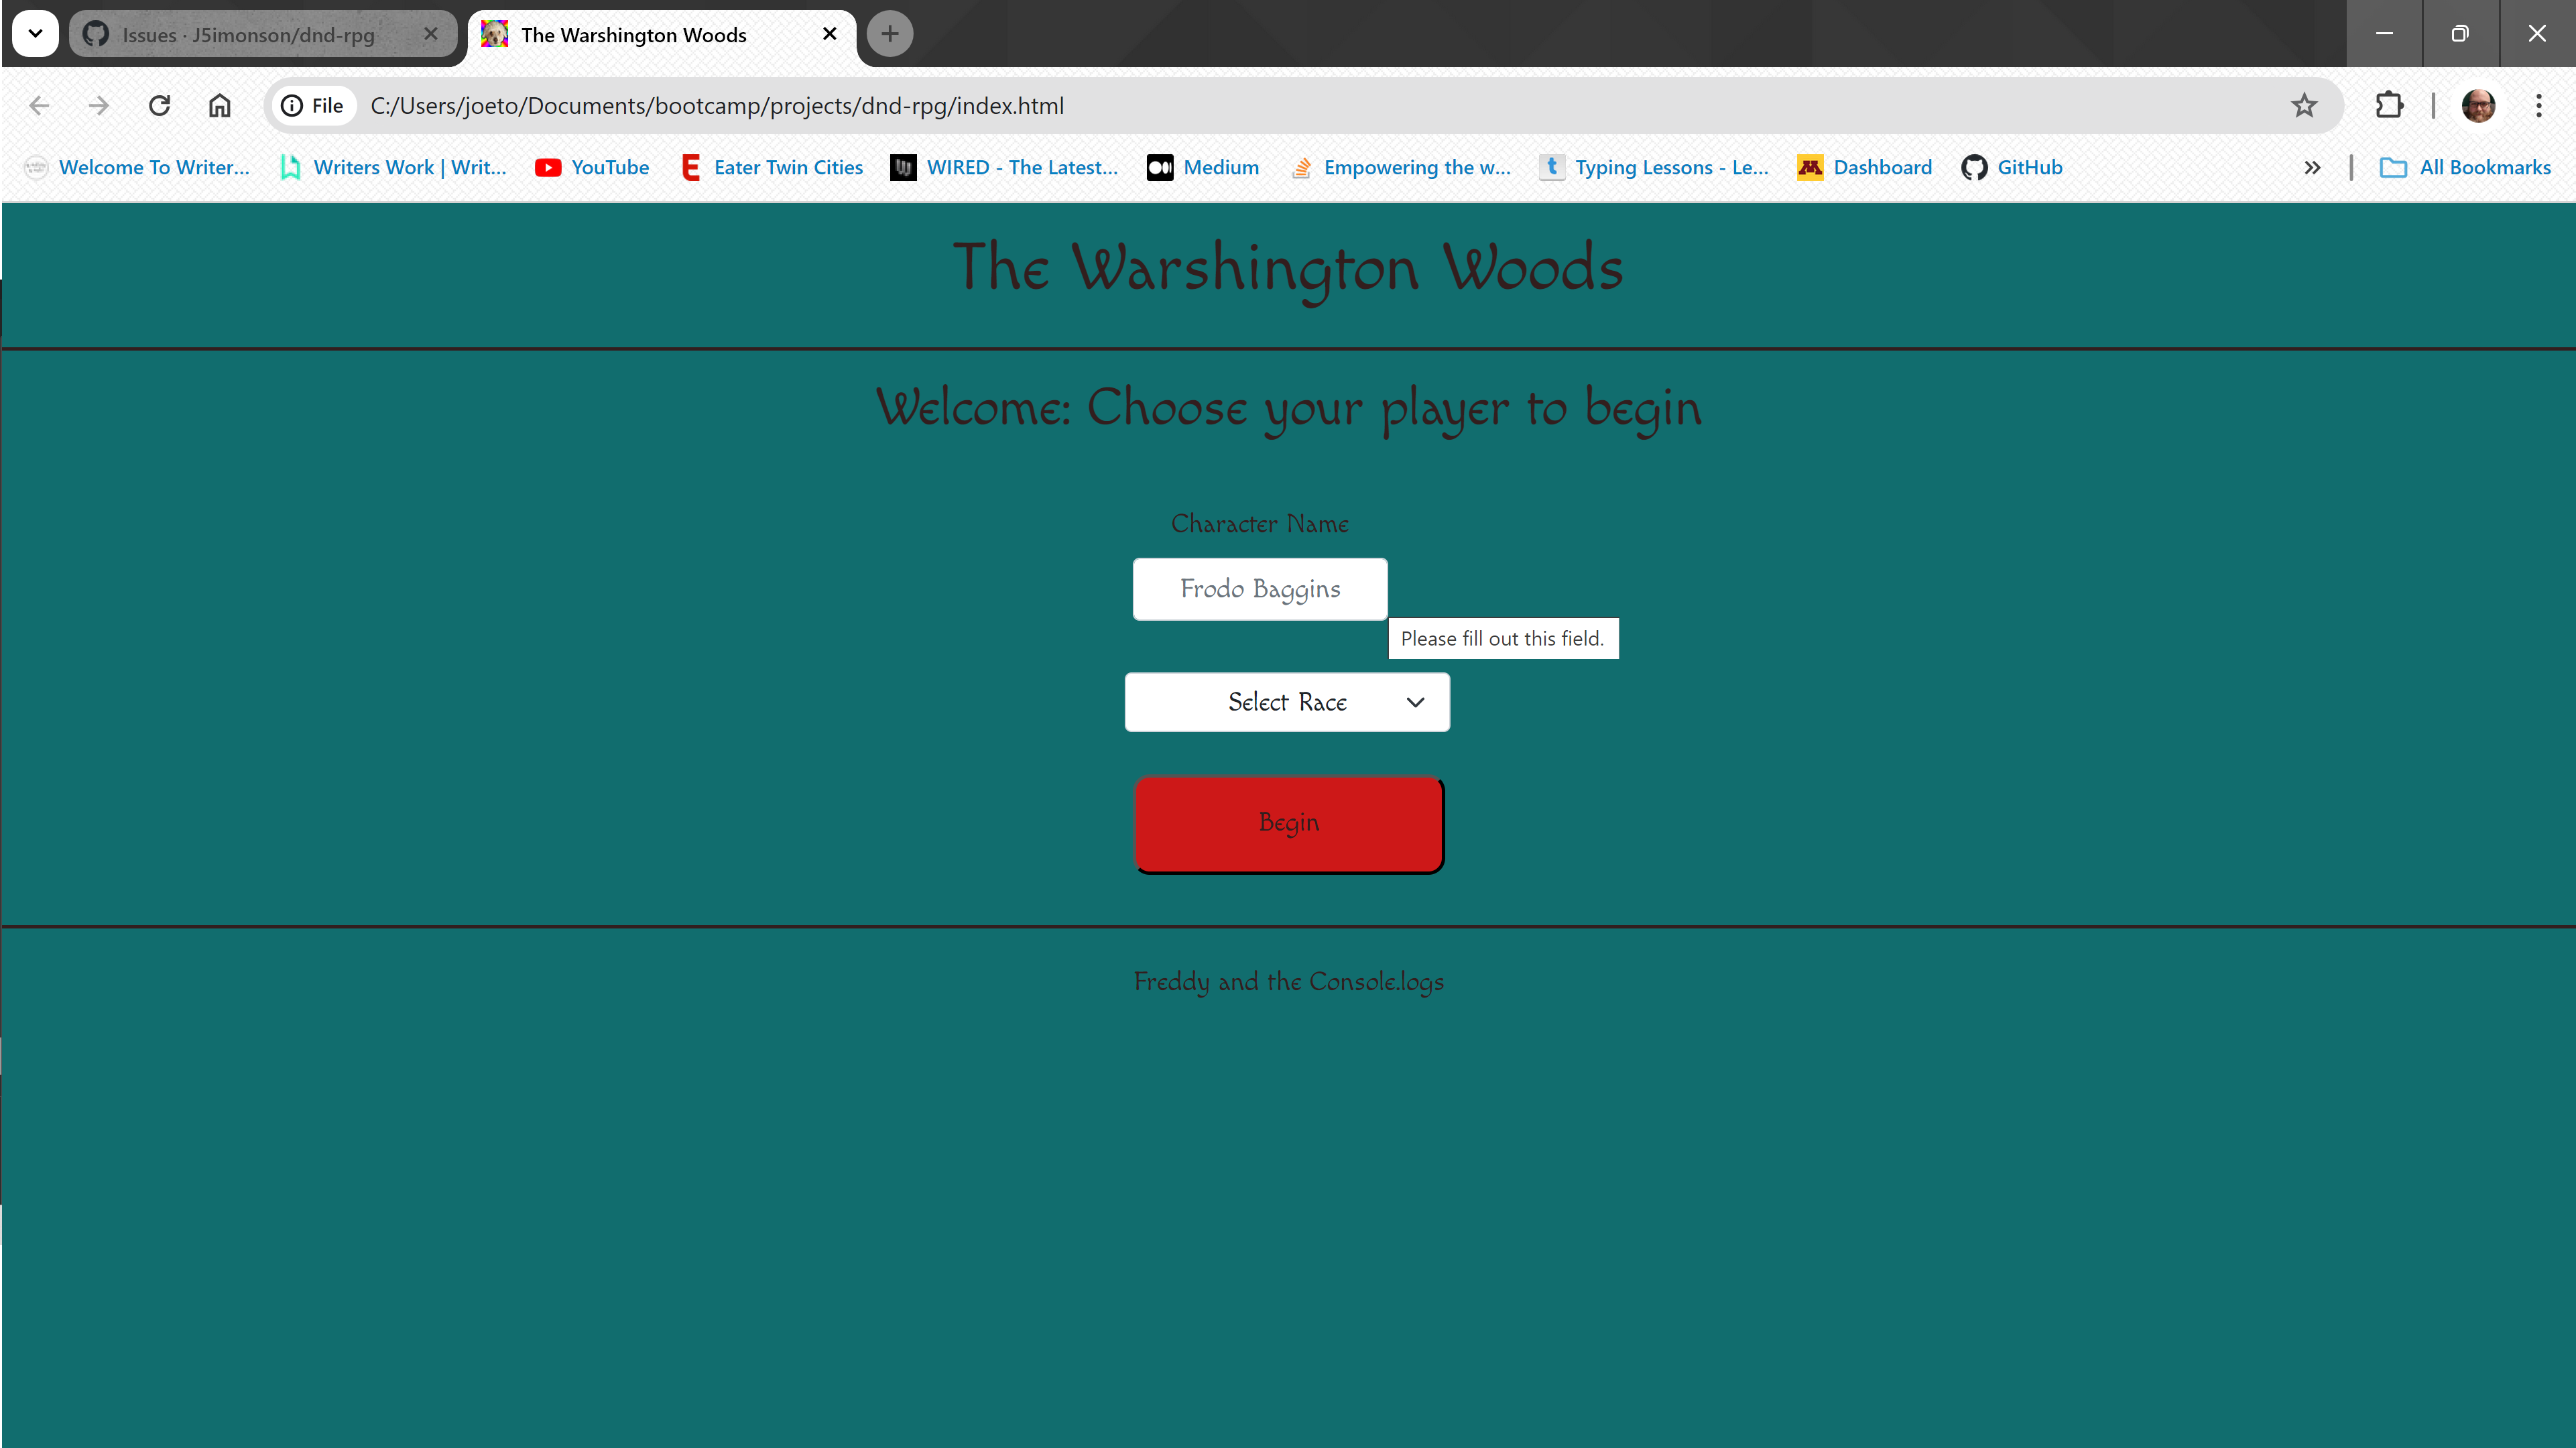 Issues · J5imonson/dnd-rpg
The Warshington Woods
File C:/Users/joeto/Documents/bootcamp/projects/dnd-rpg/index.html
Welcome To Writer... Writers Work | Writ... YouTube Eater Twin Cities WIRED - The Latest... Medium Empowering the w... Typing Lessons - Le... Dashboard GitHub All Bookmarks
The Warshington Woods
Welcome: Choose your player to begin
Character Name
Frodo Baggins
Please fill out this field.
Select Race
Begin
Freddy and the Console.logs